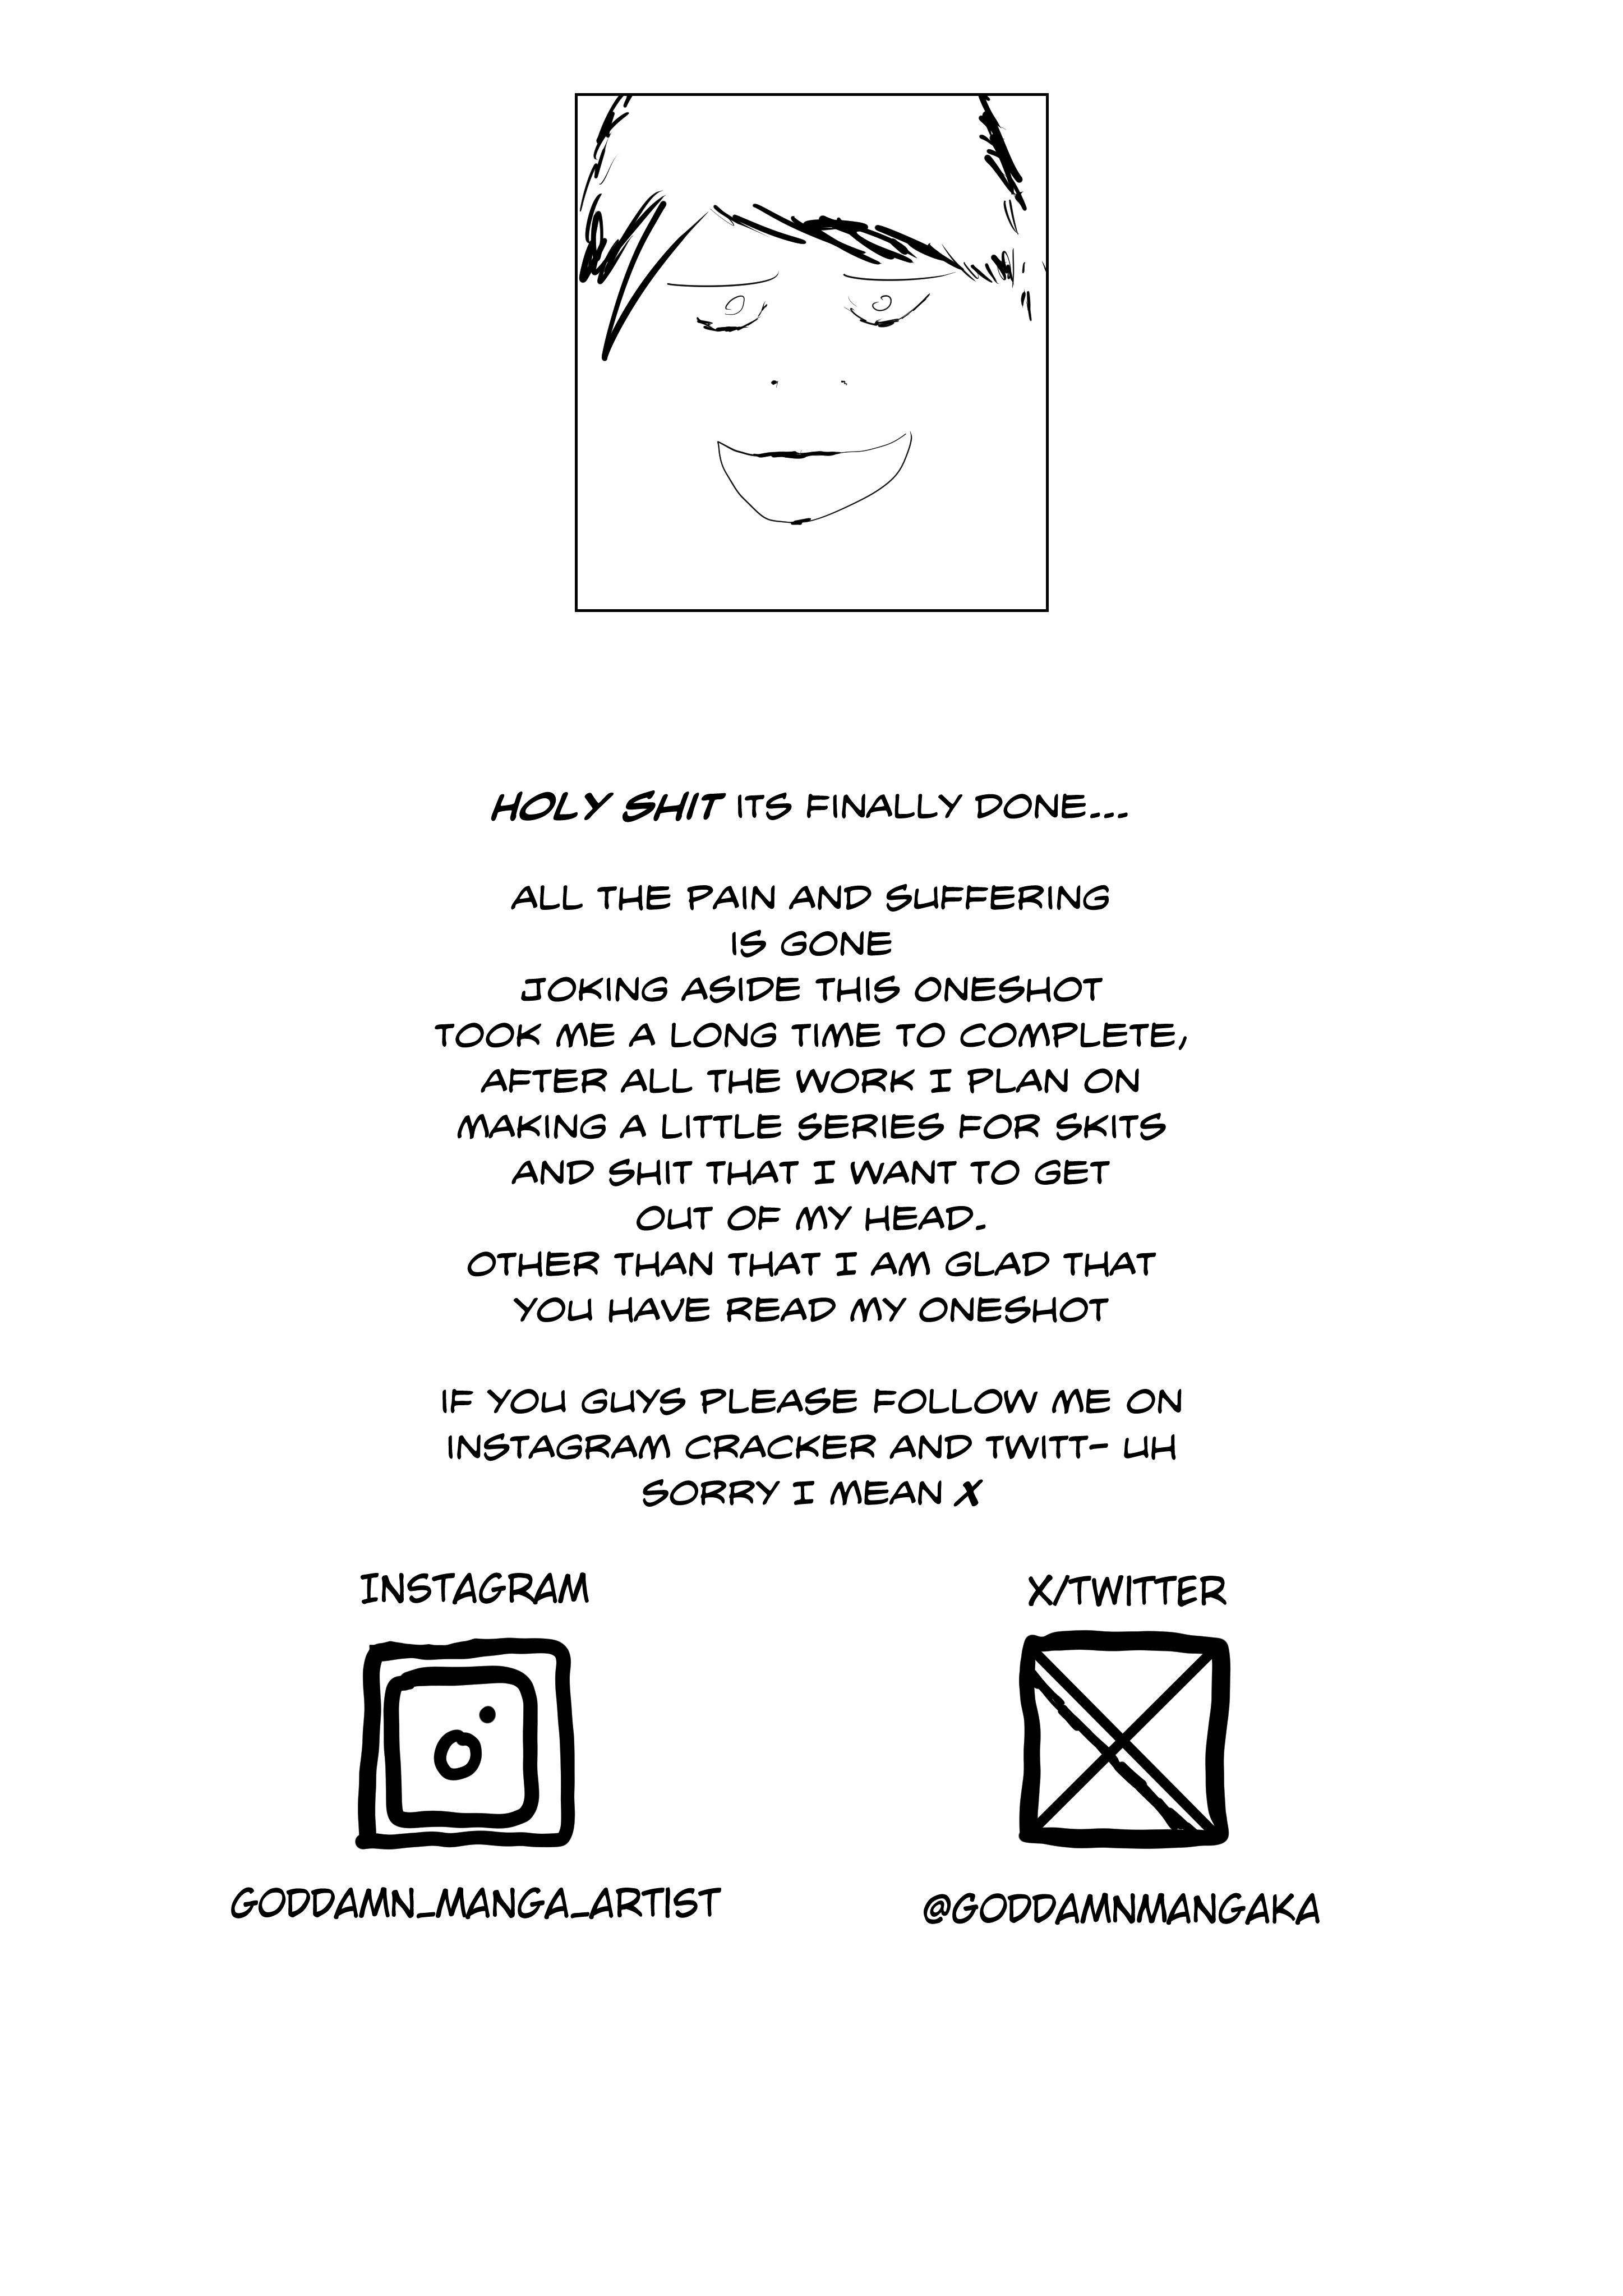 HOLY SHIT ITS FINALLY DONE...
ALL THE PAIN AND SUFFERING
IS GONE
JOKING ASIDE THIS ONESHOT
TOOK ME A LONG TIME TO COMPLETE,
AFTER ALL THE WORK I PLAN ON
MAKING A LITTLE SERIES FOR SKITS
AND SHIT THAT I WANT TO GET
OUT OF MY HEAD.
OTHER THAN THAT I AM GLAD THAT
YOU HAVE READ MY ONESHOT
IF YOU GUYS PLEASE FOLLOW ME ON
INSTAGRAM CRACKER AND TWITT- UH
SORRY I MEAN X
INSTAGRAM
X/TWITTER
GODDAMN_MANGA_ARTIST
@GODDAMNMANGAKA